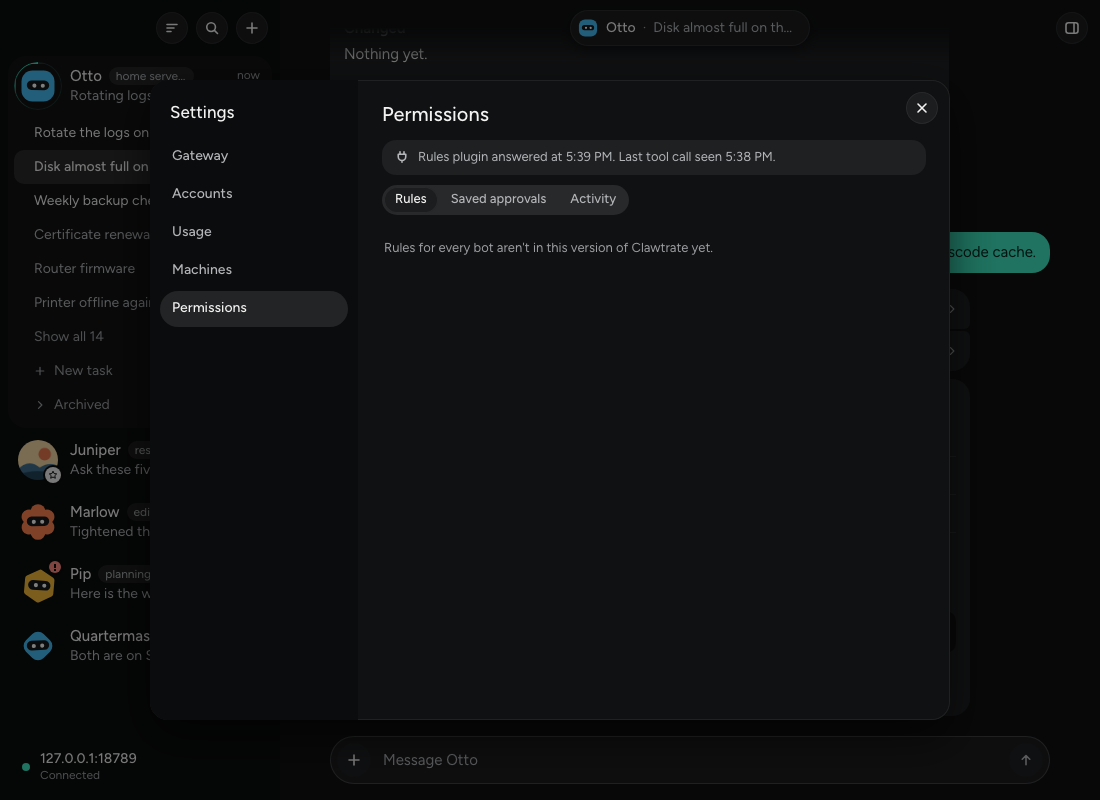 Otto · Disk almost full on th...
Nothing yet.
Otto home serve... now
Rotating logs
Rotate the logs on
Disk almost full on
Weekly backup che
Certificate renewa
Router firmware
Printer offline again
Show all 14
New task
Archived
Juniper res
Ask these fiv
Marlow edi
Tightened th
Pip planning
Here is the w
Quartermas
Both are on S
127.0.0.1:18789
Connected
Settings
Gateway
Accounts
Usage
Machines
Permissions
Permissions
Rules plugin answered at 5:39 PM. Last tool call seen 5:38 PM.
Rules Saved approvals Activity
Rules for every bot aren't in this version of Clawtrate yet.
scode cache.
Message Otto